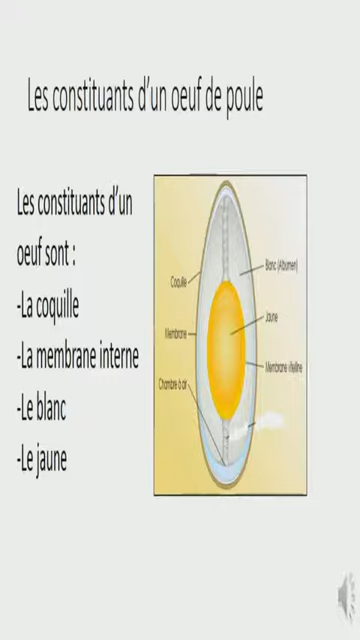 Les constituants d'un oeuf de poule
Les constituants d'un
oeuf sont :
-La coquille
-La membrane interne
-Le blanc
-Le jaune
Blanc (Albumen)
Coquille
Jaune
Membrane
Membrane vitelline
Chambre à air